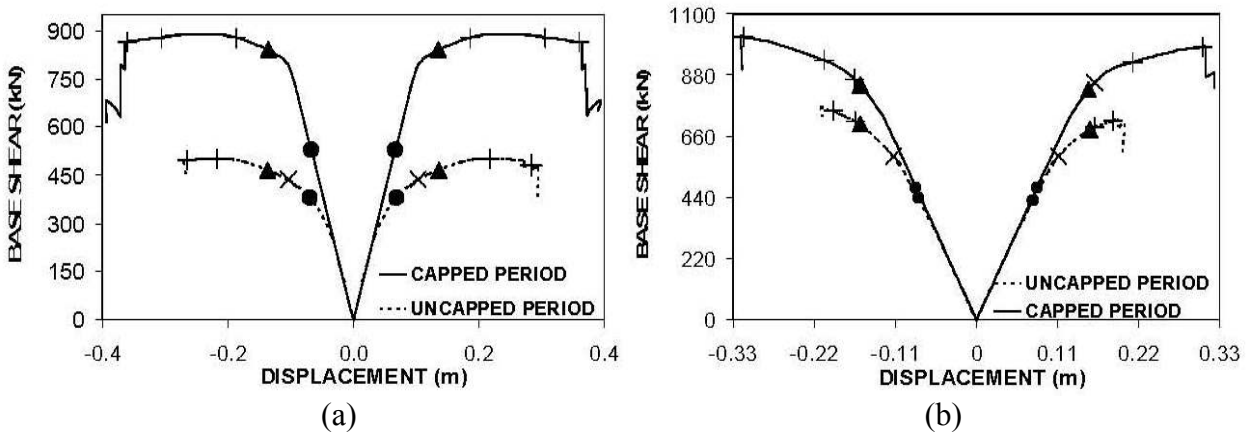 BASE SHEAR (kN)
900
750
600
450
300
150
0
CAPPED PERIOD
UNCAPPED PERIOD
-0.4
-0.2
0.0
0.2
0.4
DISPLACEMENT (m)
(a)
BASE SHEAR (kN)
1100
880
660
440
220
0
UNCAPPED PERIOD
CAPPED PERIOD
-0.33
-0.22
-0.11
0
0.11
0.22
0.33
DISPLACEMENT (m)
(b)